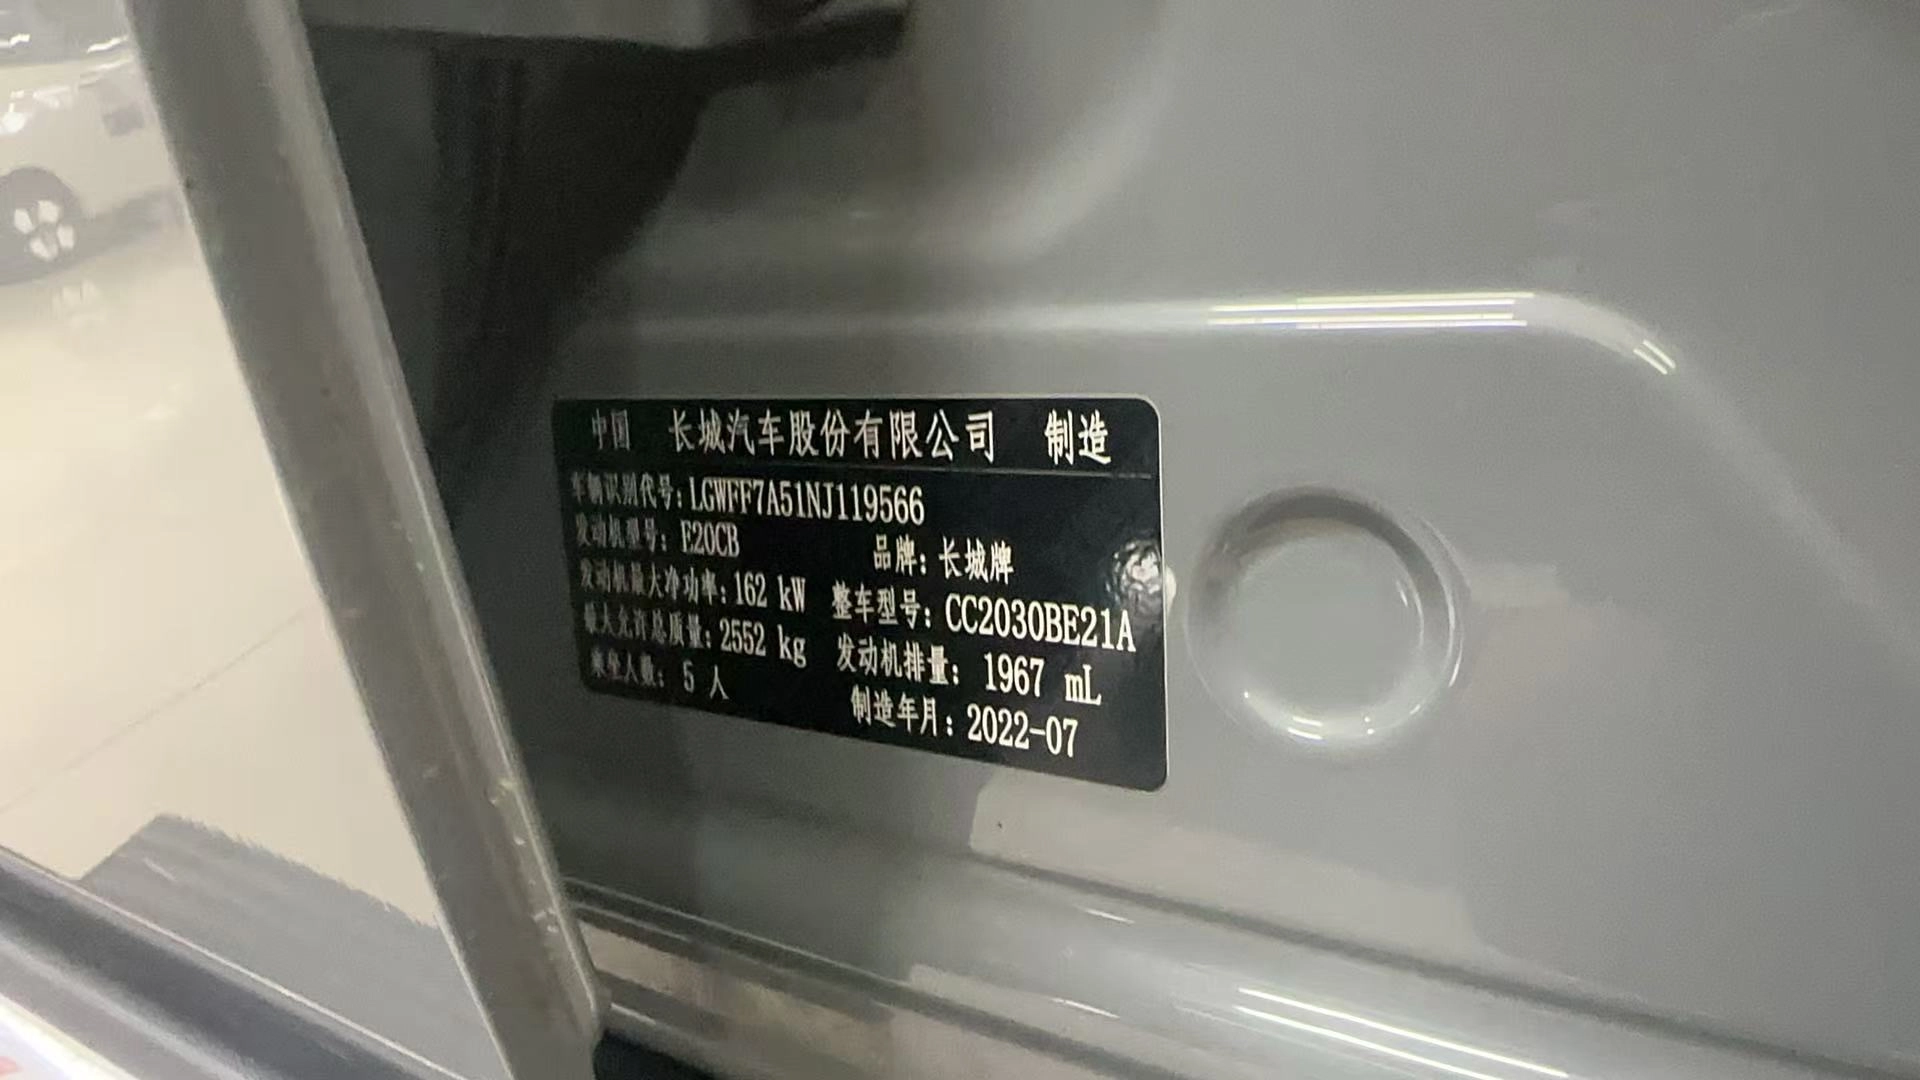 中国 长城汽车股份有限公司 制造
车辆识别代号：LGWFF7A51NJ119566
发动机型号：E20CB 品牌：长城牌
发动机最大净功率：162 kW 整车型号：CC2030BE21A
最大允许总质量：2552 kg 发动机排量：1967 mL
乘坐人数：5 人 制造年月：2022-07